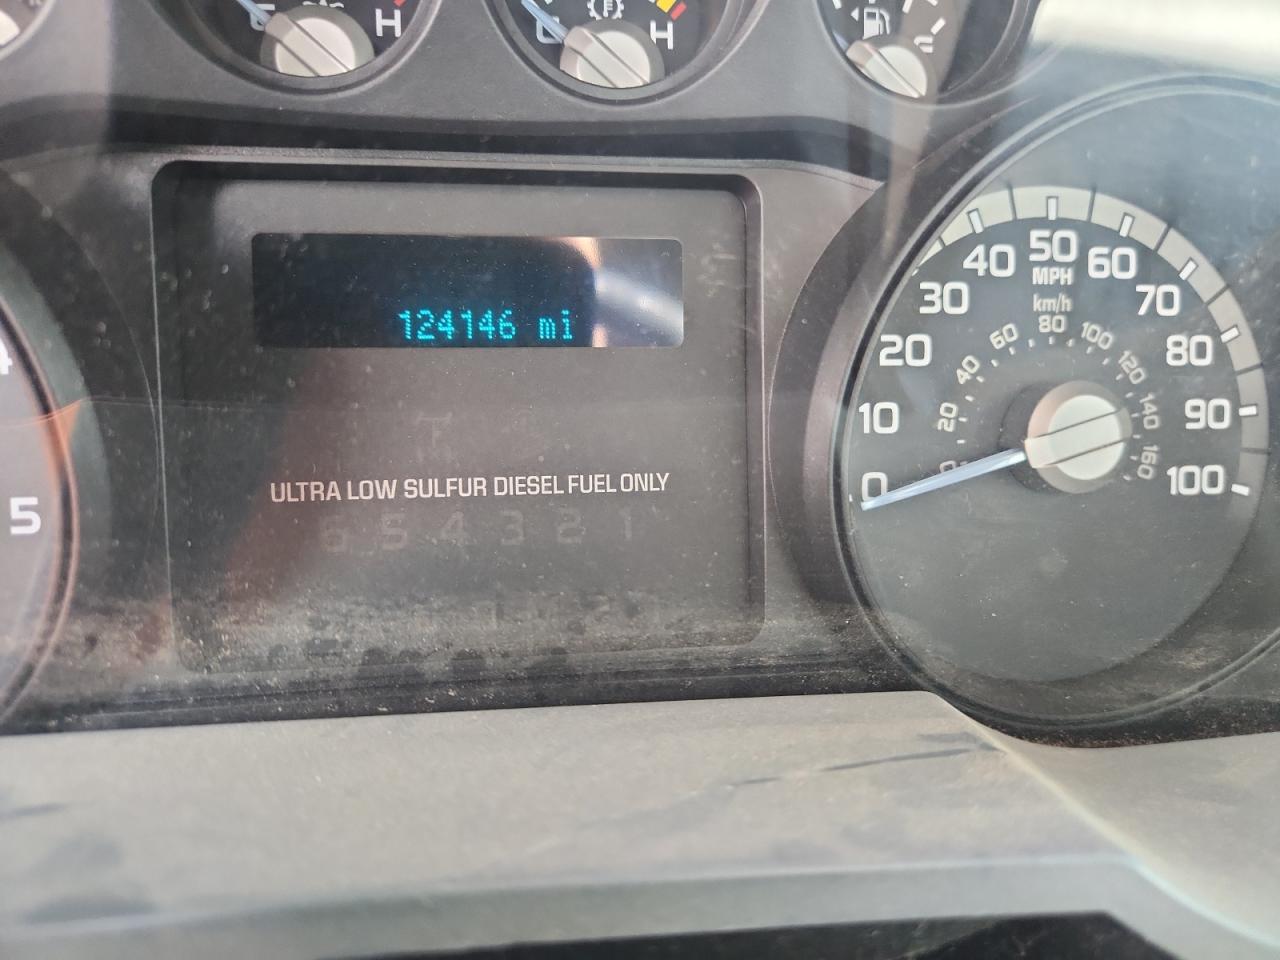 H
H
124146 mi
ULTRA LOW SULFUR DIESEL FUEL ONLY
6 5 4 3 2 1
5
0 10 20 30 40 50 60 70 80 90 100
MPH
km/h
20 40 60 80 100 120 140 160